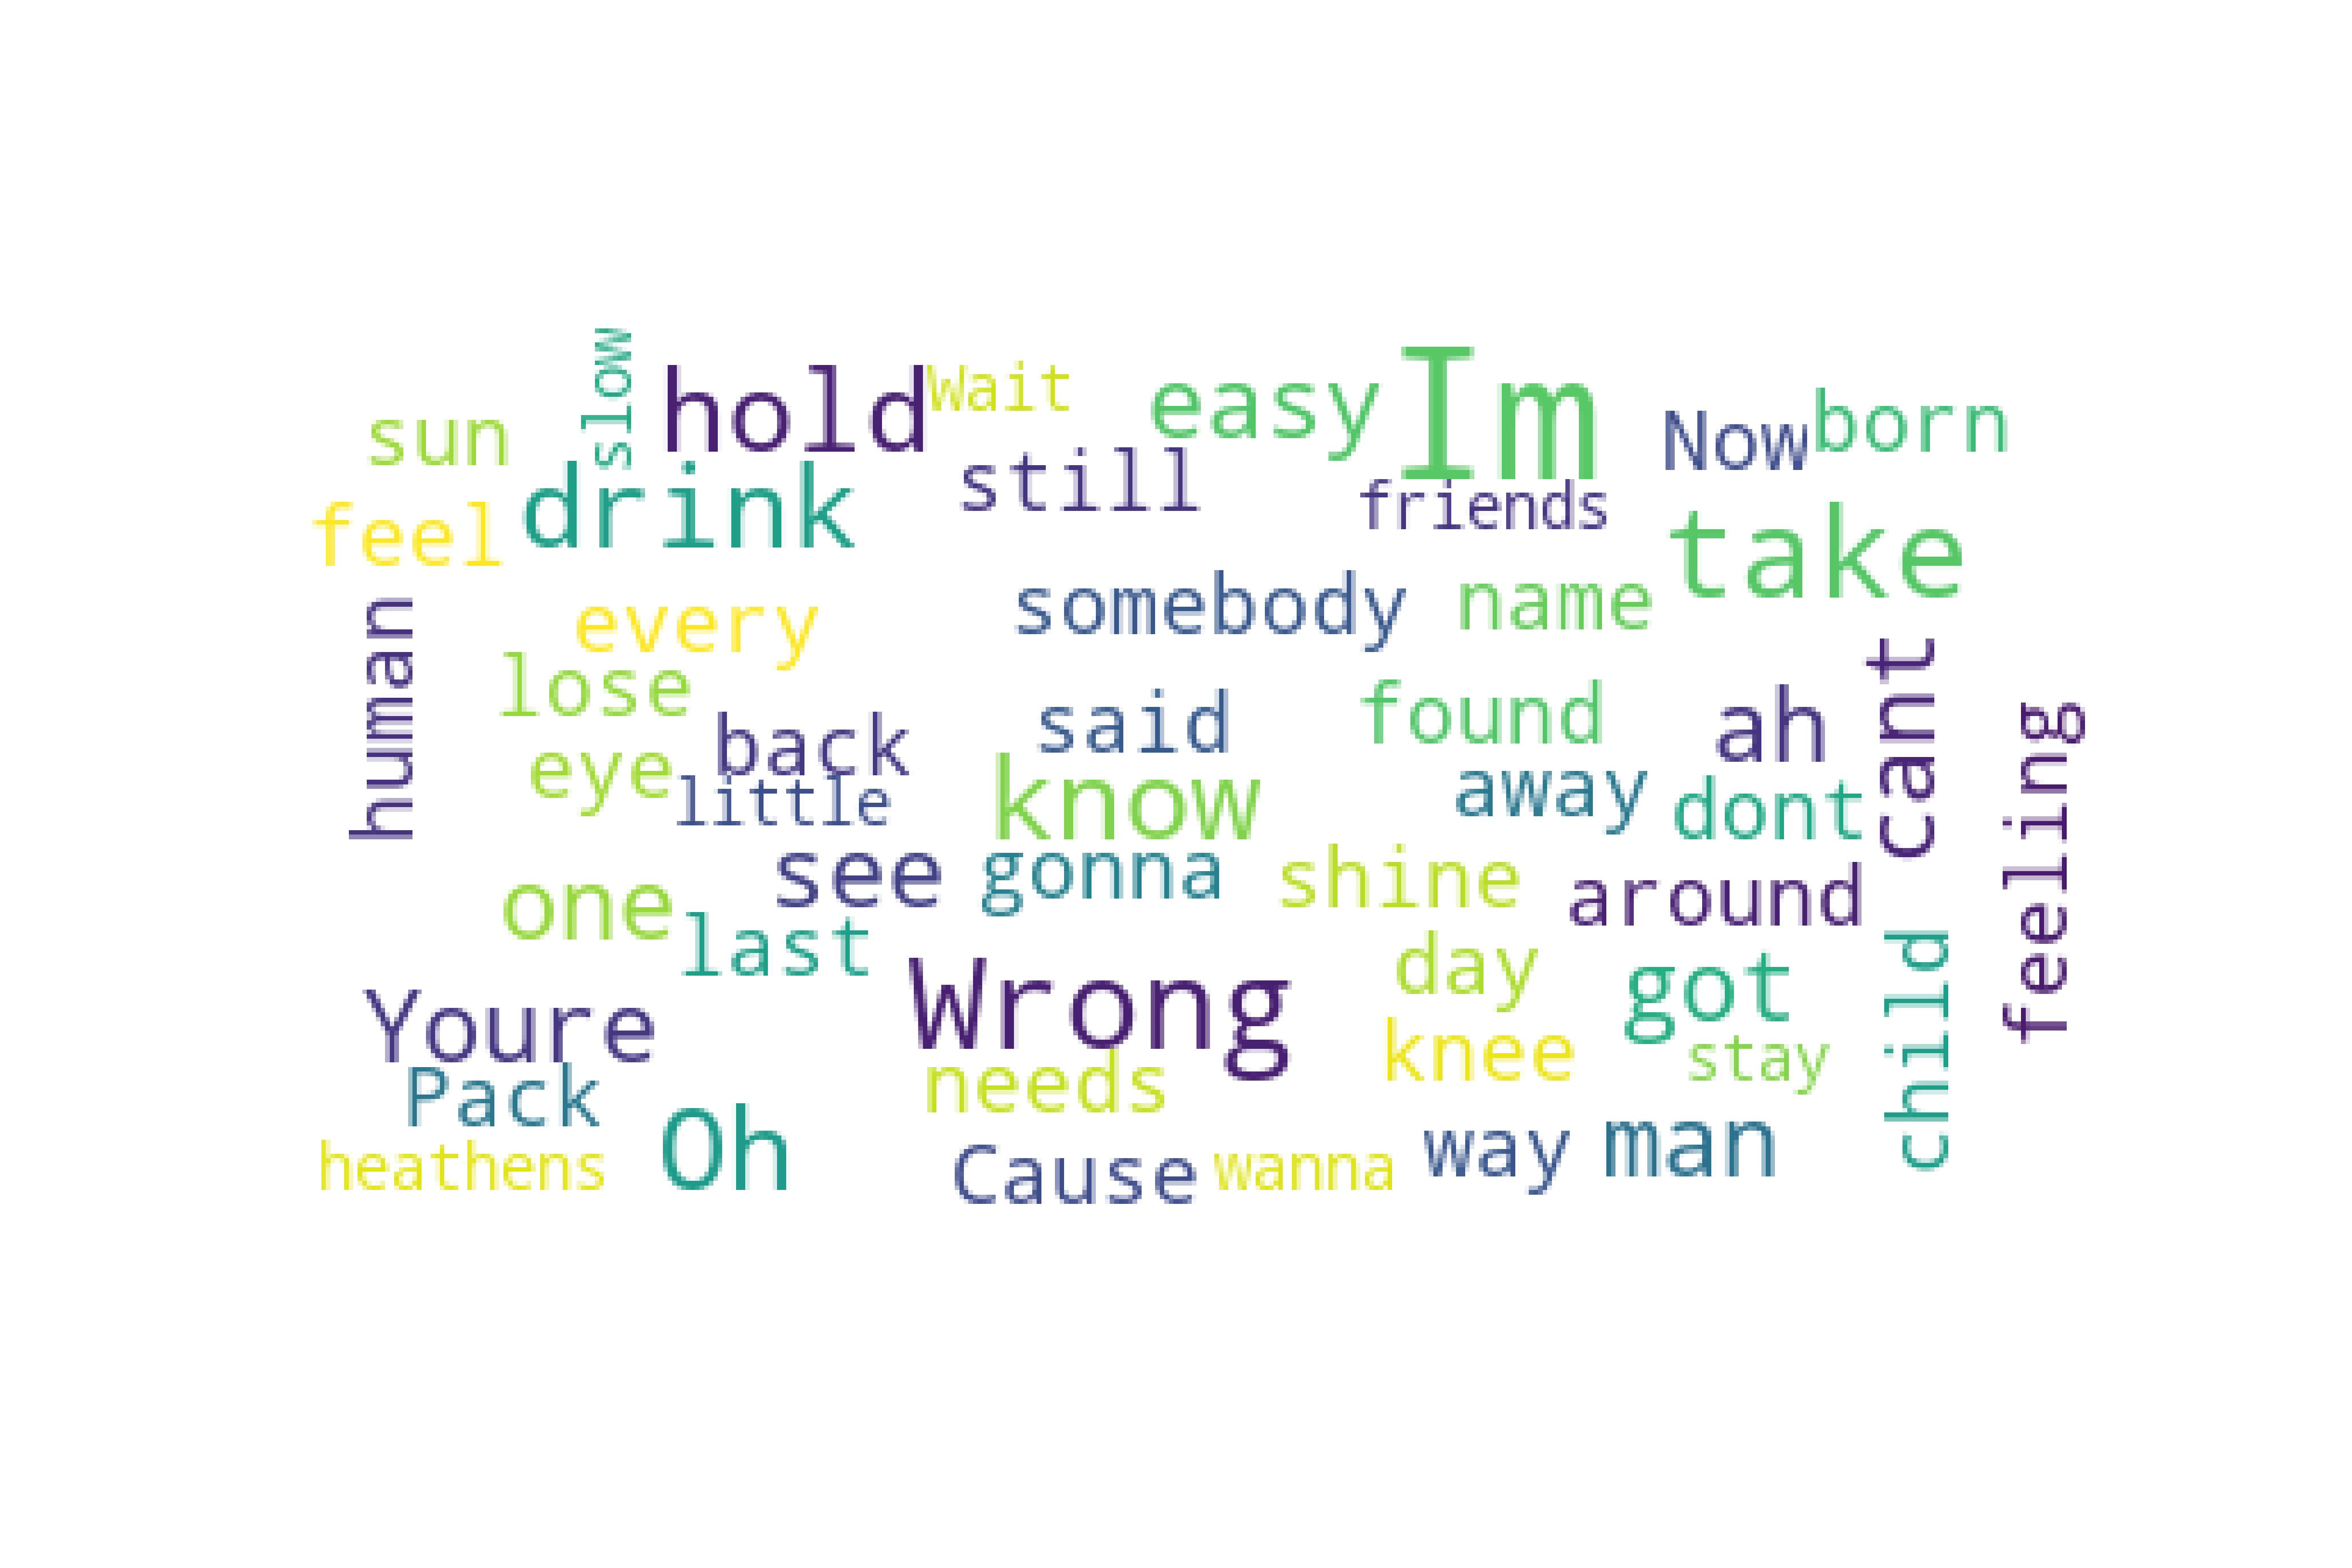 slow
hold
Wait
easy
Im
Now
born
sun
drink
still
friends
feel
take
every
somebody
name
human
lose
back
said
found
ah
cant
feeling
eye
little
know
away
dont
one
see
gonna
shine
around
last
Wrong
day
got
child
Youre
knee
stay
Pack
needs
heathens
Oh
Cause
wanna
way
man